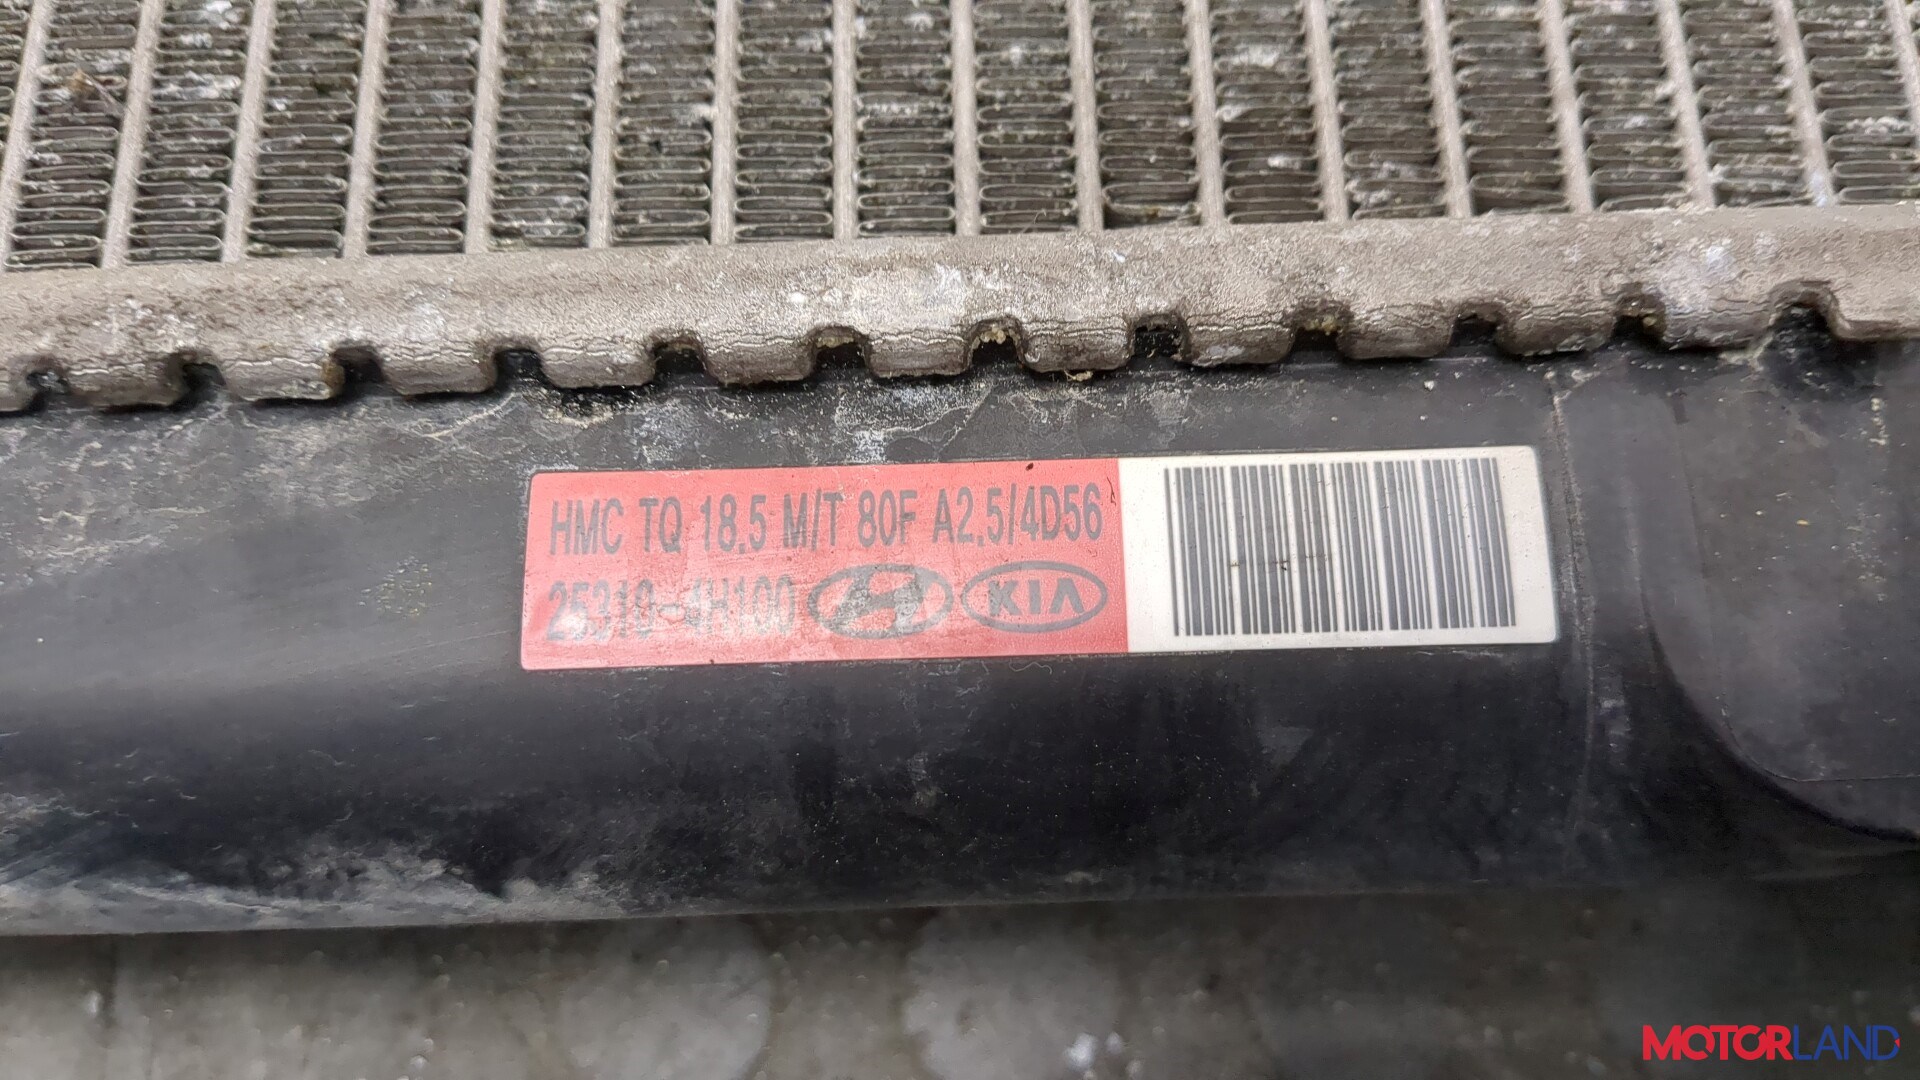 HMC TQ 18.5 M/T 80F A2.5/4D56
25310-4H100 KIA
MOTORLAND